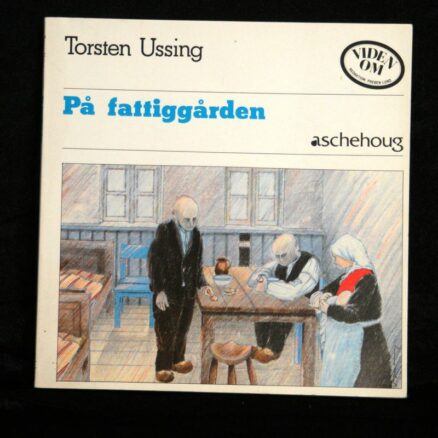 Torsten Ussing
VIDEN
OM
På fattiggården
aschehoug